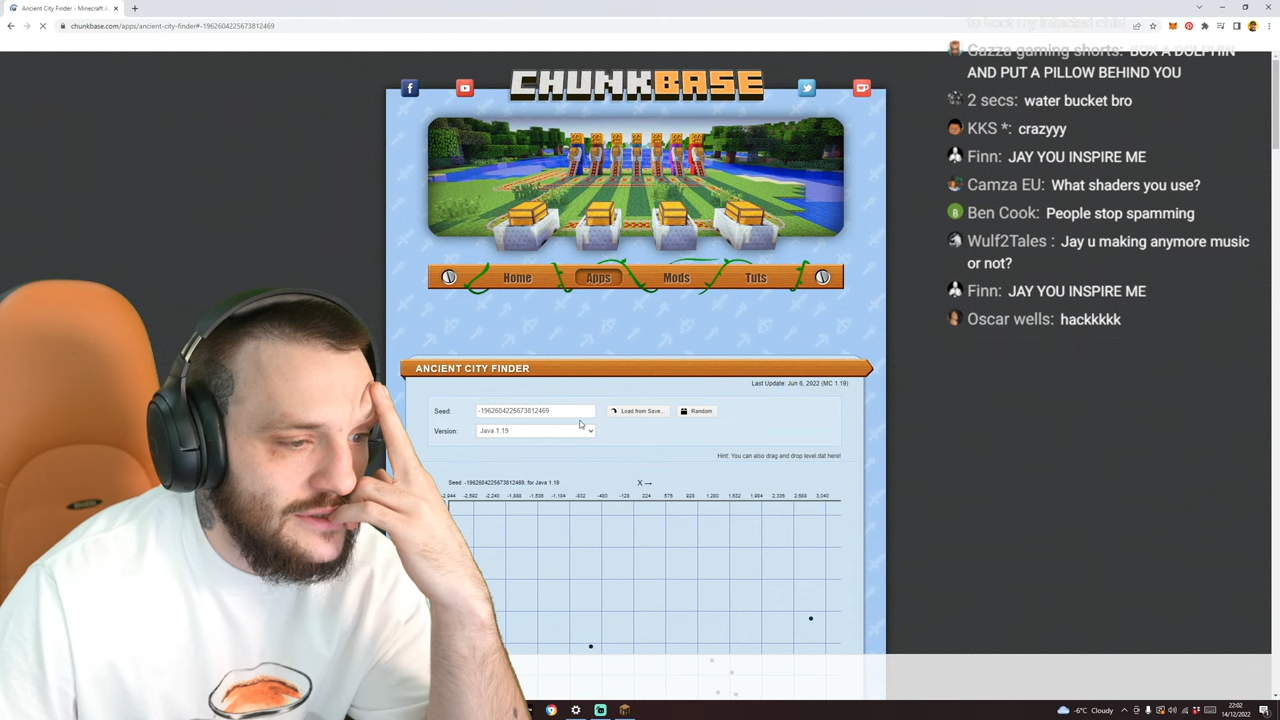 Ancient City Finder - Minecraft A
chunkbase.com/apps/ancient-city-finder#-1962604225673812469
CHUNKBASE
Home
Apps
Mods
Tuts
ANCIENT CITY FINDER
Last Update: Jun 6, 2022 (MC 1.19)
Seed:
-1962604225673812469
Load from Save...
Random
Version:
Java 1.19
Hint: You can also drag and drop level.dat here!
Seed: -1962604225673812469, for Java 1.19
X →
-2,944 -2,592 -2,240 -1,888 -1,536 -1,184 -832 -480 -128 224 576 928 1,280 1,632 1,984 2,336 2,688 3,040
Gazza gaming shorts: BOX A DOLPHIN
AND PUT A PILLOW BEHIND YOU
2 secs: water bucket bro
KKS *: crazyyy
Finn: JAY YOU INSPIRE ME
Camza EU: What shaders you use?
B
Ben Cook: People stop spamming
Wulf2Tales : Jay u making anymore music
or not?
Finn: JAY YOU INSPIRE ME
Oscar wells: hackkkkk
-6°C Cloudy
22:02
14/12/2022